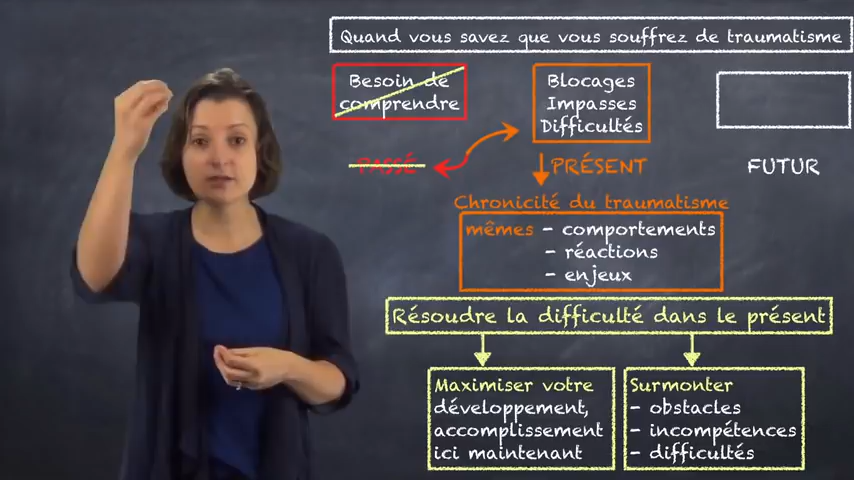 Quand vous savez que vous souffrez de traumatisme
Besoin de
comprendre
Blocages
Impasses
Difficultés
PASSÉ
PRÉSENT
FUTUR
Chronicité du traumatisme
mêmes - comportements
- réactions
- enjeux
Résoudre la difficulté dans le présent
Maximiser votre
développement,
accomplissement
ici maintenant
Surmonter
- obstacles
- incompétences
- difficultés